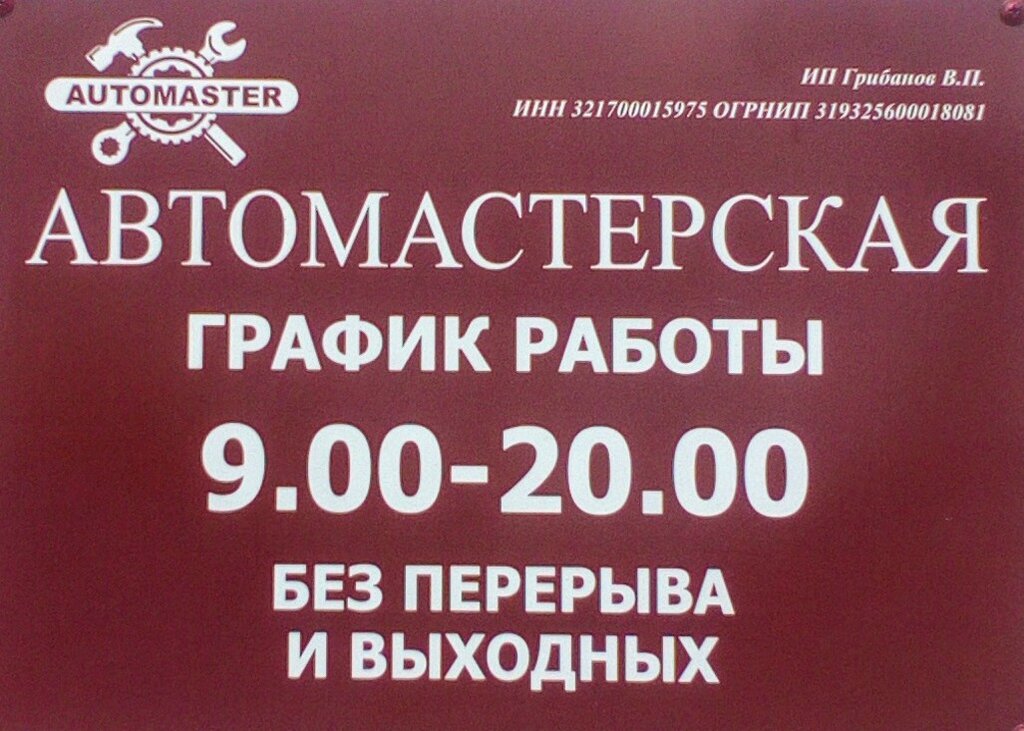 AUTOMASTER
ИП Грибанов В.П.
ИНН 321700015975 ОГРНИП 319325600018081
АВТОМАСТЕРСКАЯ
ГРАФИК РАБОТЫ
9.00-20.00
БЕЗ ПЕРЕРЫВА
И ВЫХОДНЫХ